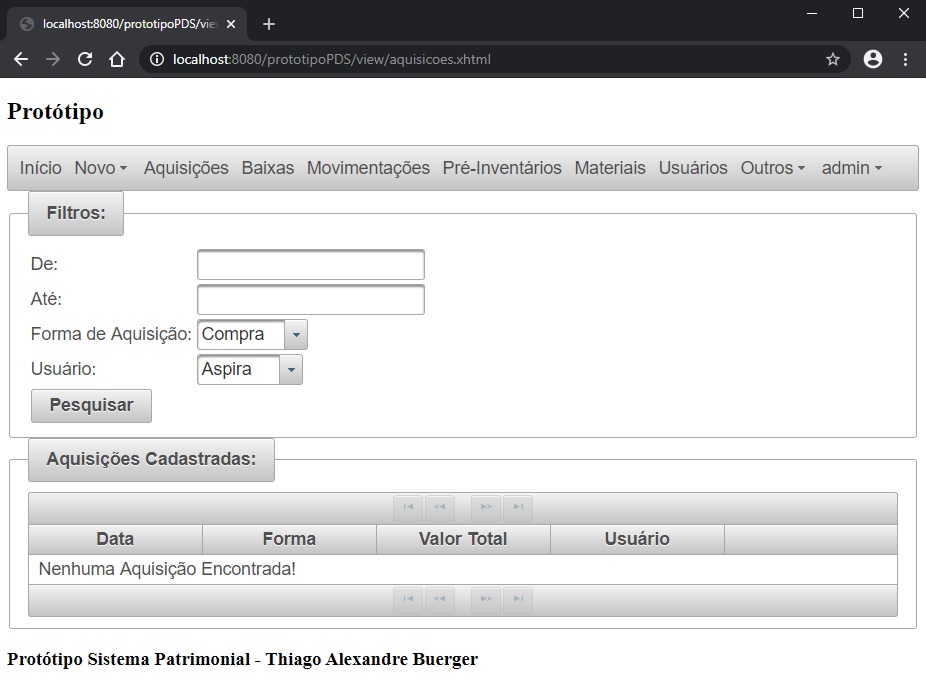 localhost:8080/prototipoPDS/vie
localhost:8080/prototipoPDS/view/aquisicoes.xhtml
Protótipo
Início Novo Aquisições Baixas Movimentações Pré-Inventários Materiais Usuários Outros admin
Filtros:
De:
Até:
Forma de Aquisição: Compra
Usuário: Aspira
Pesquisar
Aquisições Cadastradas:
Data Forma Valor Total Usuário
Nenhuma Aquisição Encontrada!
Protótipo Sistema Patrimonial - Thiago Alexandre Buerger